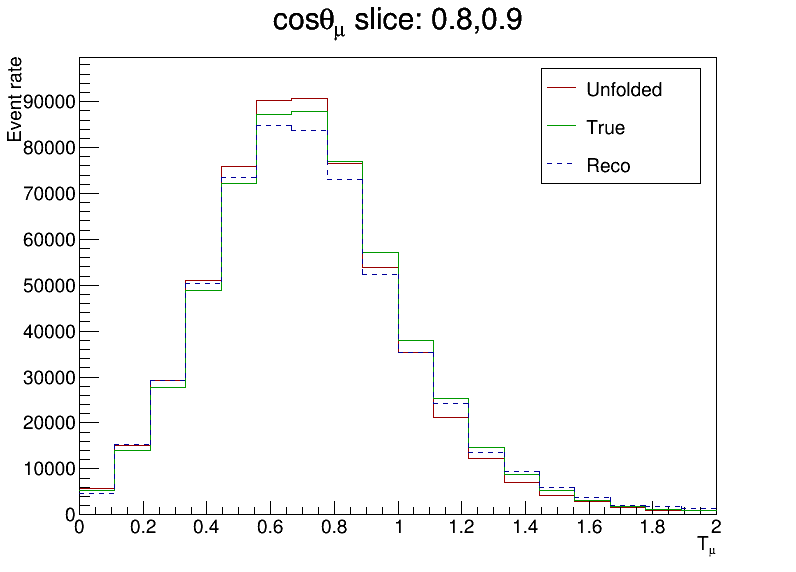 cosθμ slice: 0.8,0.9
Event rate
Unfolded
True
Reco
90000
80000
70000
60000
50000
40000
30000
20000
10000
0
0 0.2 0.4 0.6 0.8 1 1.2 1.4 1.6 1.8 2
Tμ